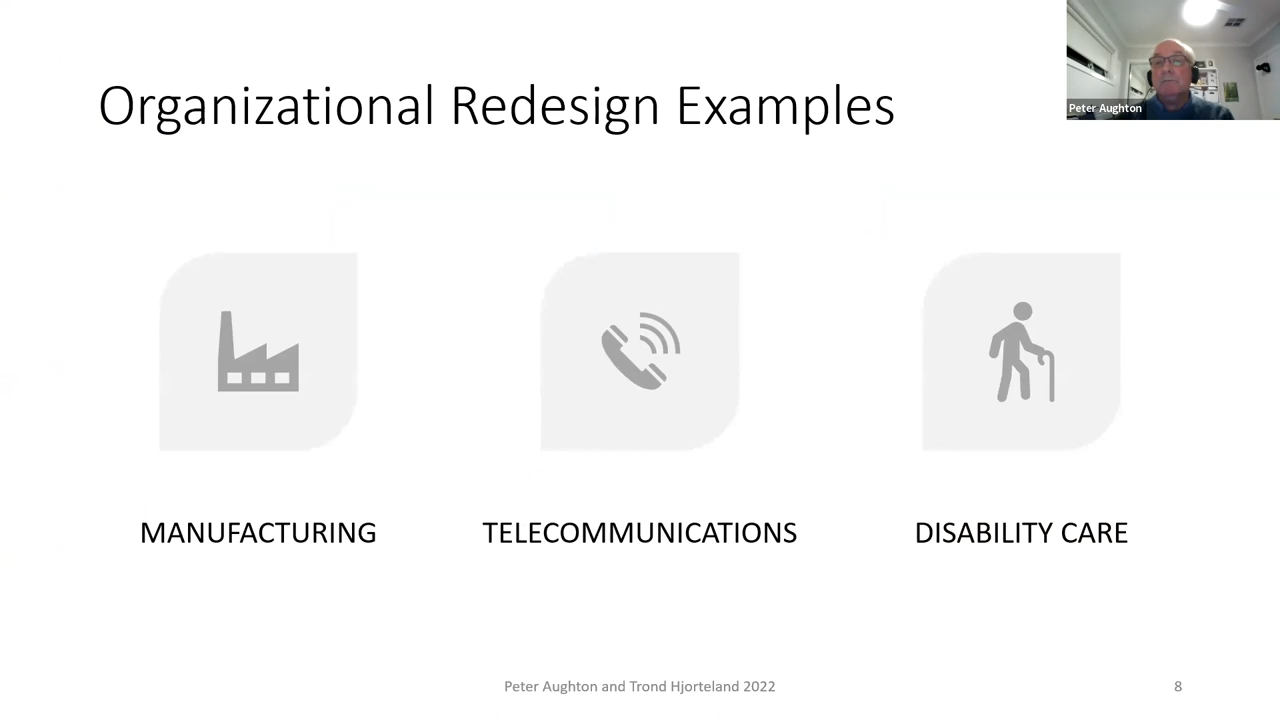 Organizational Redesign Examples
Peter Aughton
MANUFACTURING
TELECOMMUNICATIONS
DISABILITY CARE
Peter Aughton and Trond Hjorteland 2022
8